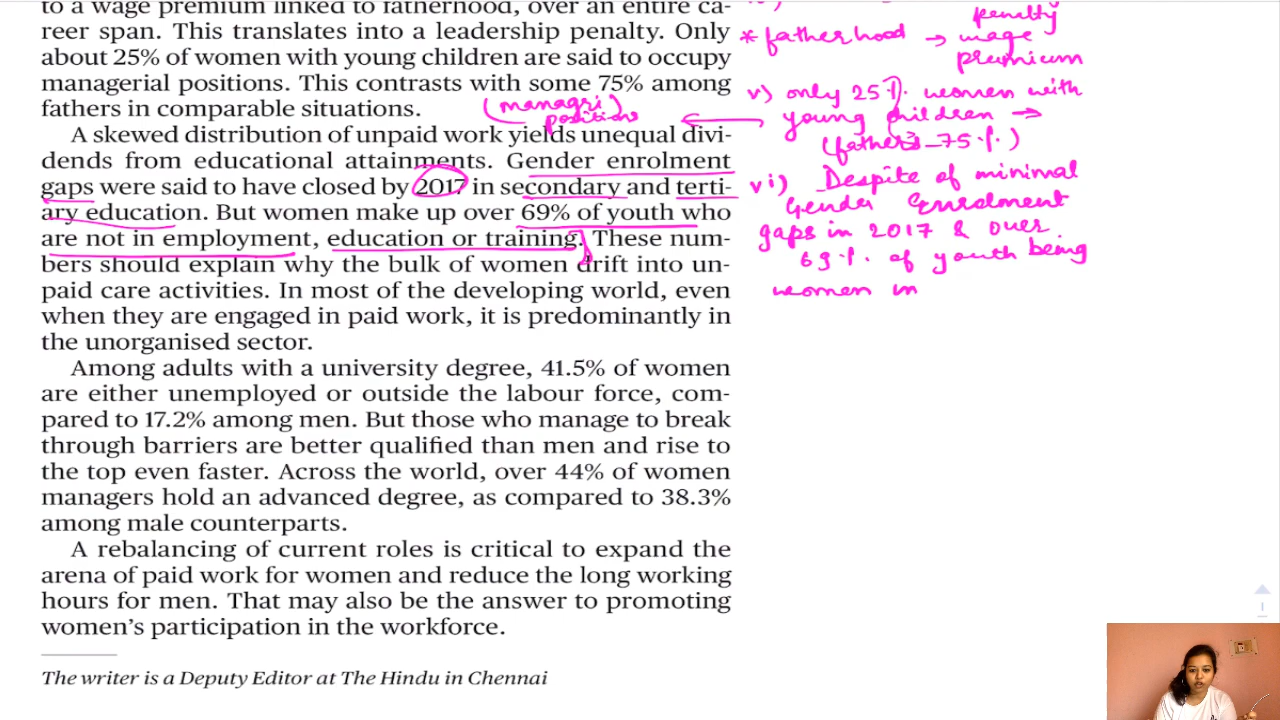 to a wage premium linked to fatherhood, over an entire ca-
reer span. This translates into a leadership penalty. Only
about 25% of women with young children are said to occupy
managerial positions. This contrasts with some 75% among
fathers in comparable situations.
A skewed distribution of unpaid work yields unequal divi-
dends from educational attainments. Gender enrolment
gaps were said to have closed by 2017 in secondary and terti-
ary education. But women make up over 69% of youth who
are not in employment, education or training. These num-
bers should explain why the bulk of women drift into un-
paid care activities. In most of the developing world, even
when they are engaged in paid work, it is predominantly in
the unorganised sector.
Among adults with a university degree, 41.5% of women
are either unemployed or outside the labour force, com-
pared to 17.2% among men. But those who manage to break
through barriers are better qualified than men and rise to
the top even faster. Across the world, over 44% of women
managers hold an advanced degree, as compared to 38.3%
among male counterparts.
A rebalancing of current roles is critical to expand the
arena of paid work for women and reduce the long working
hours for men. That may also be the answer to promoting
women's participation in the workforce.
The writer is a Deputy Editor at The Hindu in Chennai
penalty
* fatherhood → wage
premium
v) only 25%. women with
young children →
(father's - 75%.)
(managri)
positions
vi) Despite of minimal
Gender Enrolment
gaps in 2017 & over.
69%. of youth being
women in